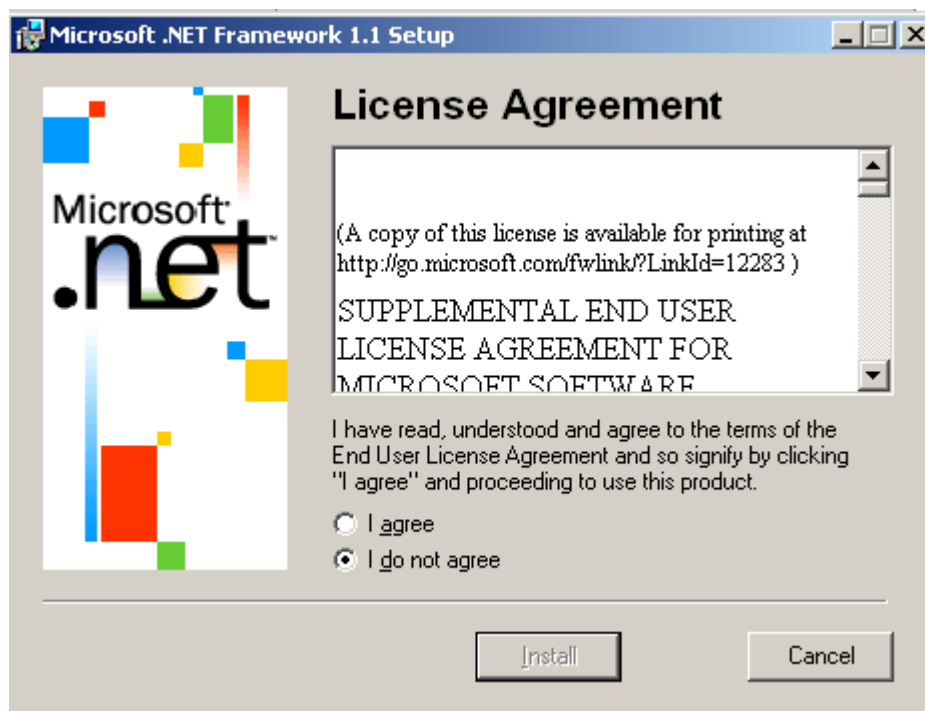 Microsoft .NET Framework 1.1 Setup
License Agreement
Microsoft
.net
(A copy of this license is available for printing at
http://go.microsoft.com/fwlink/?LinkId=12283 )
SUPPLEMENTAL END USER
LICENSE AGREEMENT FOR
MICROSOFT SOFTWARE
I have read, understood and agree to the terms of the
End User License Agreement and so signify by clicking
"I agree" and proceeding to use this product.
I agree
I do not agree
Install
Cancel